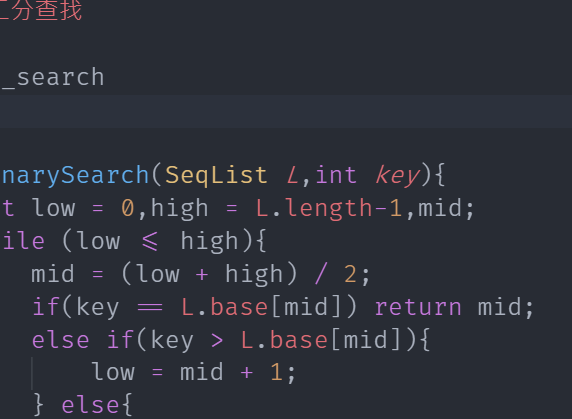 二分查找
_search
narySearch(SeqList L,int key){
t low = 0,high = L.length-1,mid;
ile (low <= high){
mid = (low + high) / 2;
if(key == L.base[mid]) return mid;
else if(key > L.base[mid]){
low = mid + 1;
} else{